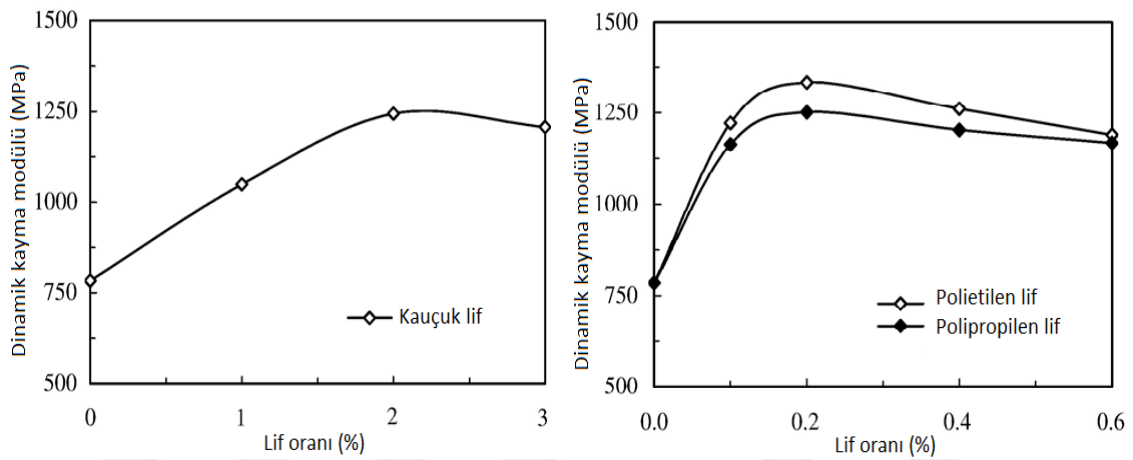 Dinamik kayma modülü (MPa)
1500
1250
1000
750
500
Kauçuk lif
0
1
2
3
Lif oranı (%)
Dinamik kayma modülü (MPa)
1500
1250
1000
750
500
Polietilen lif
Polipropilen lif
0.0
0.2
0.4
0.6
Lif oranı (%)